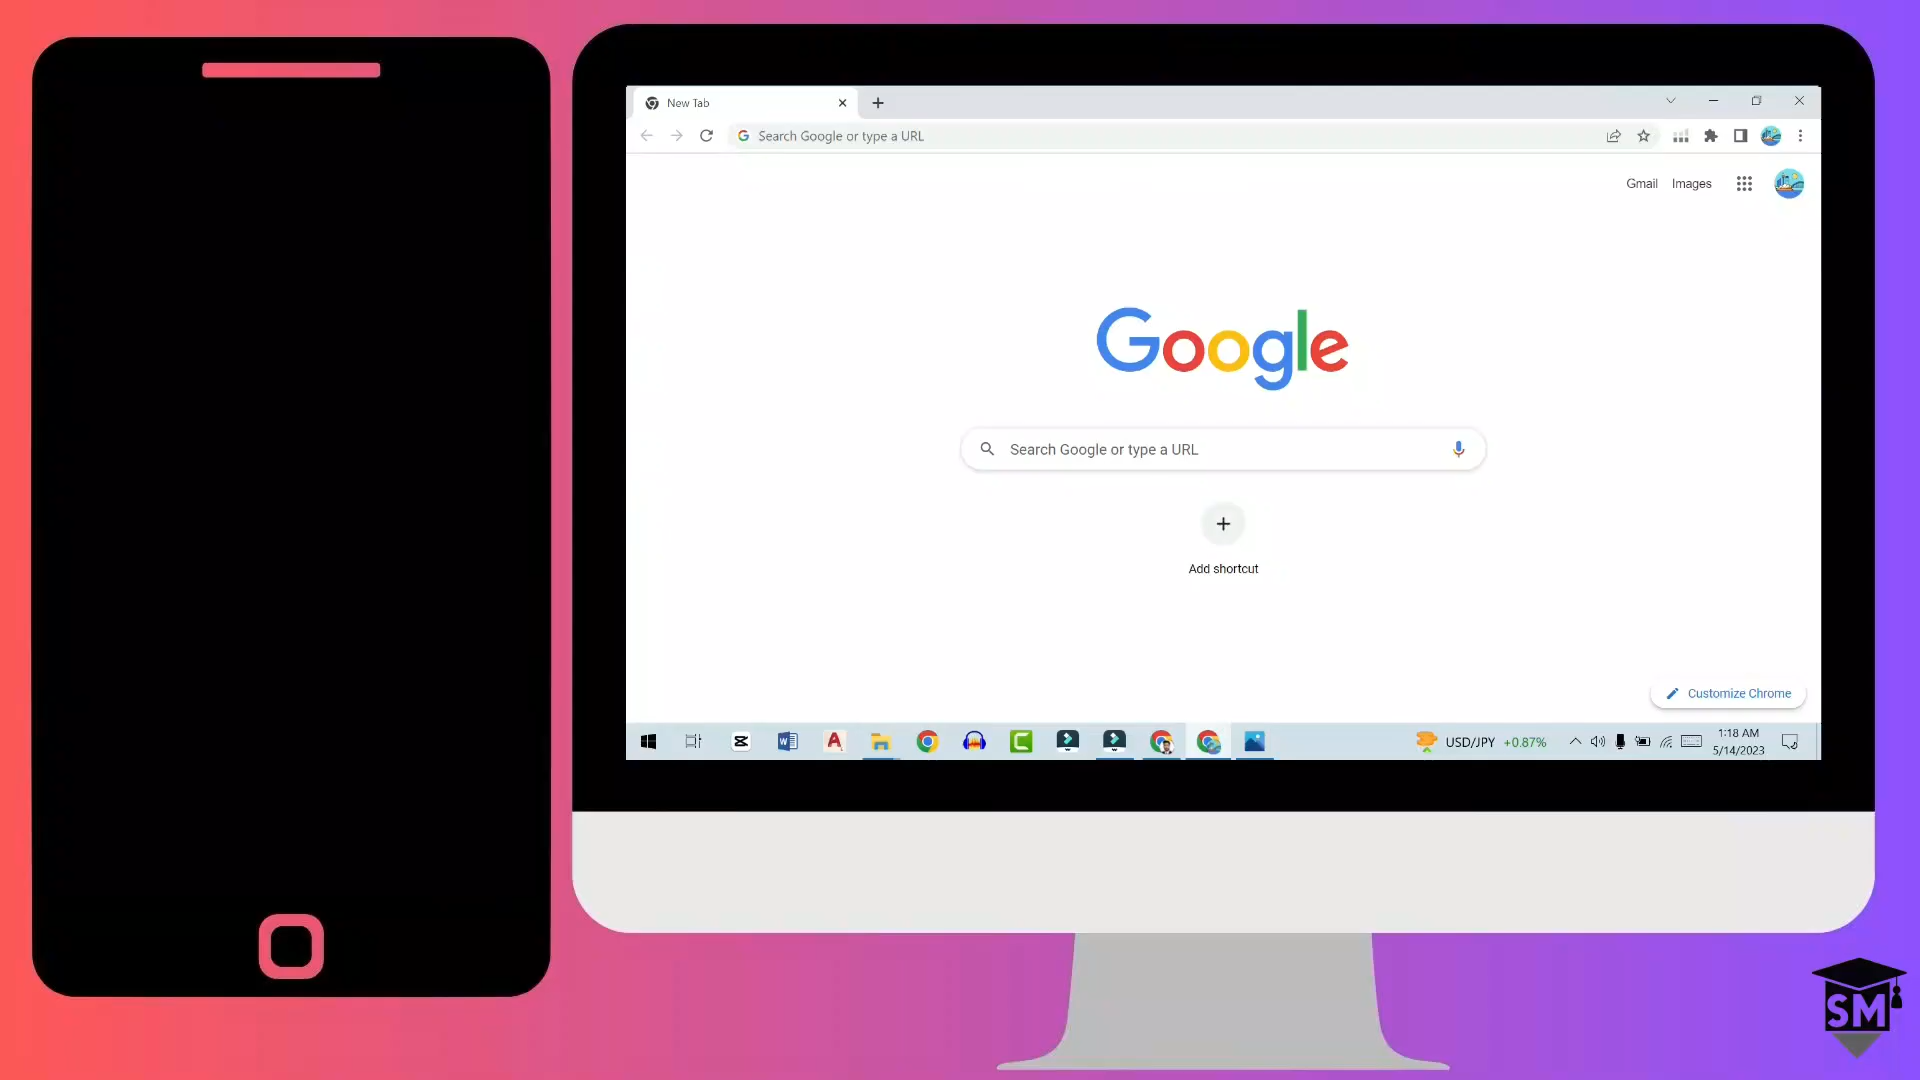 New Tab
Search Google or type a URL
Gmail Images
Google
Search Google or type a URL
Add shortcut
Customize Chrome
USD/JPY +0.87%
1:18 AM
5/14/2023
SM